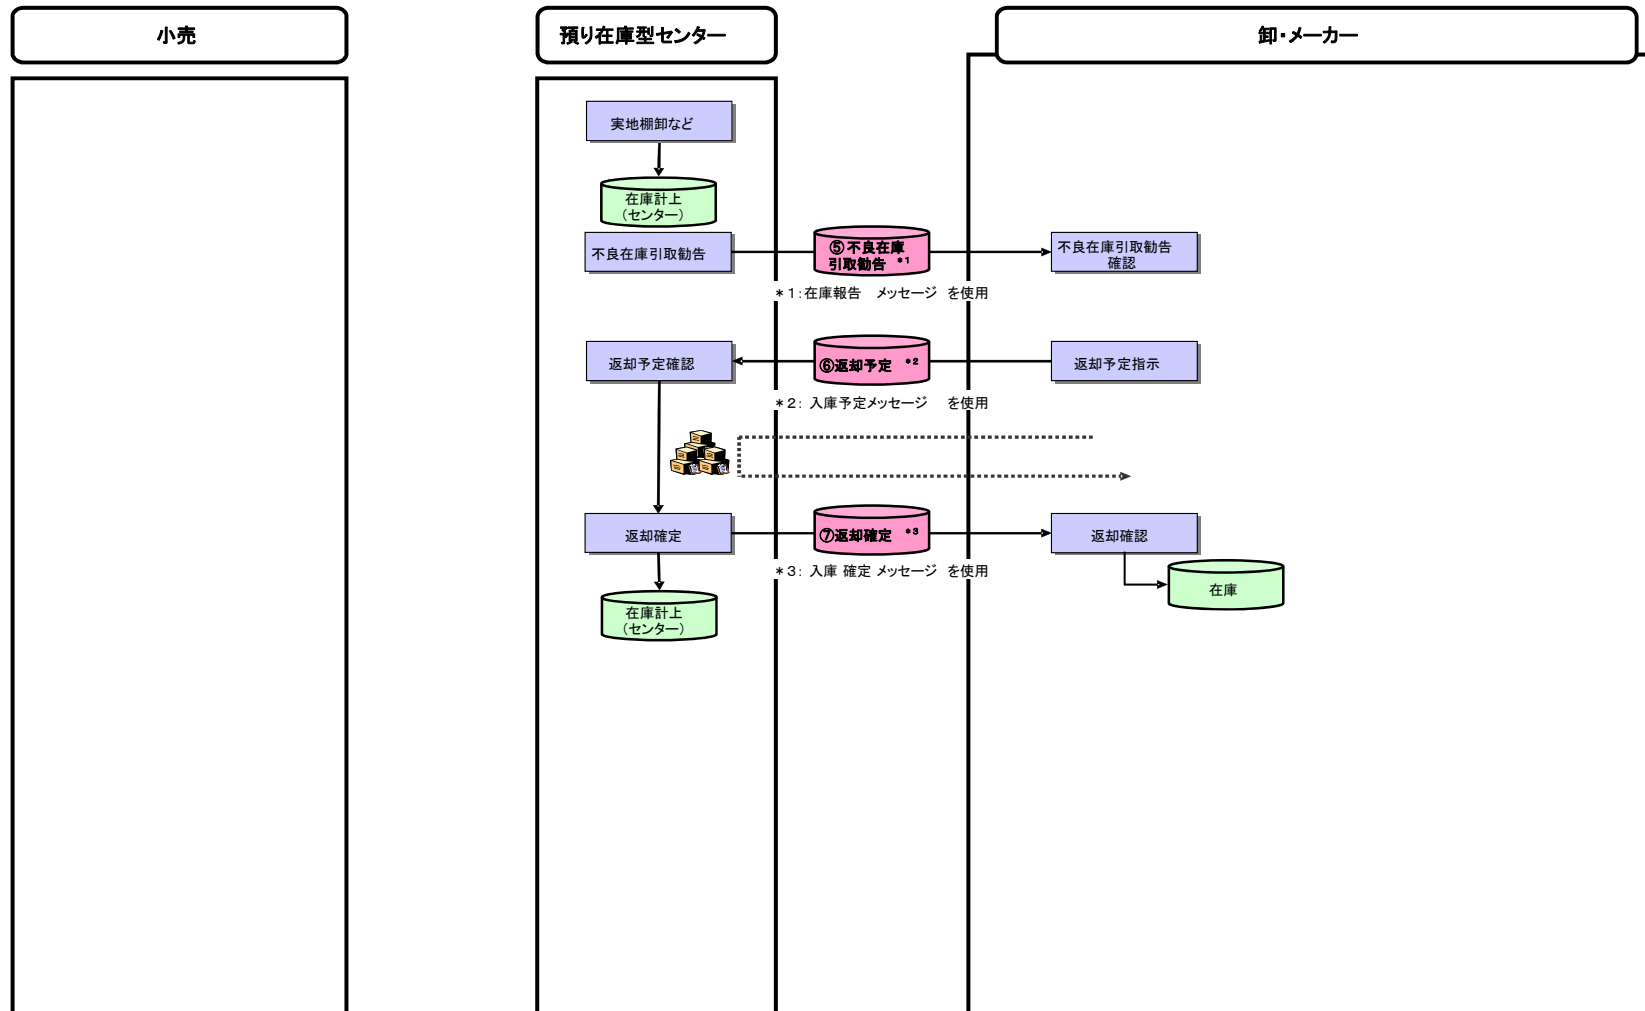 小売
預り在庫型センター
卸・メーカー
実地棚卸など
在庫計上
（センター）
不良在庫引取勧告
⑤不良在庫
引取勧告 *1
不良在庫引取勧告
確認
*1：在庫報告 メッセージ を使用
返却予定確認
⑥返却予定 *2
返却予定指示
*2：入庫予定メッセージ を使用
返却確定
⑦返却確定 *3
返却確認
*3：入庫 確定 メッセージ を使用
在庫
在庫計上
（センター）